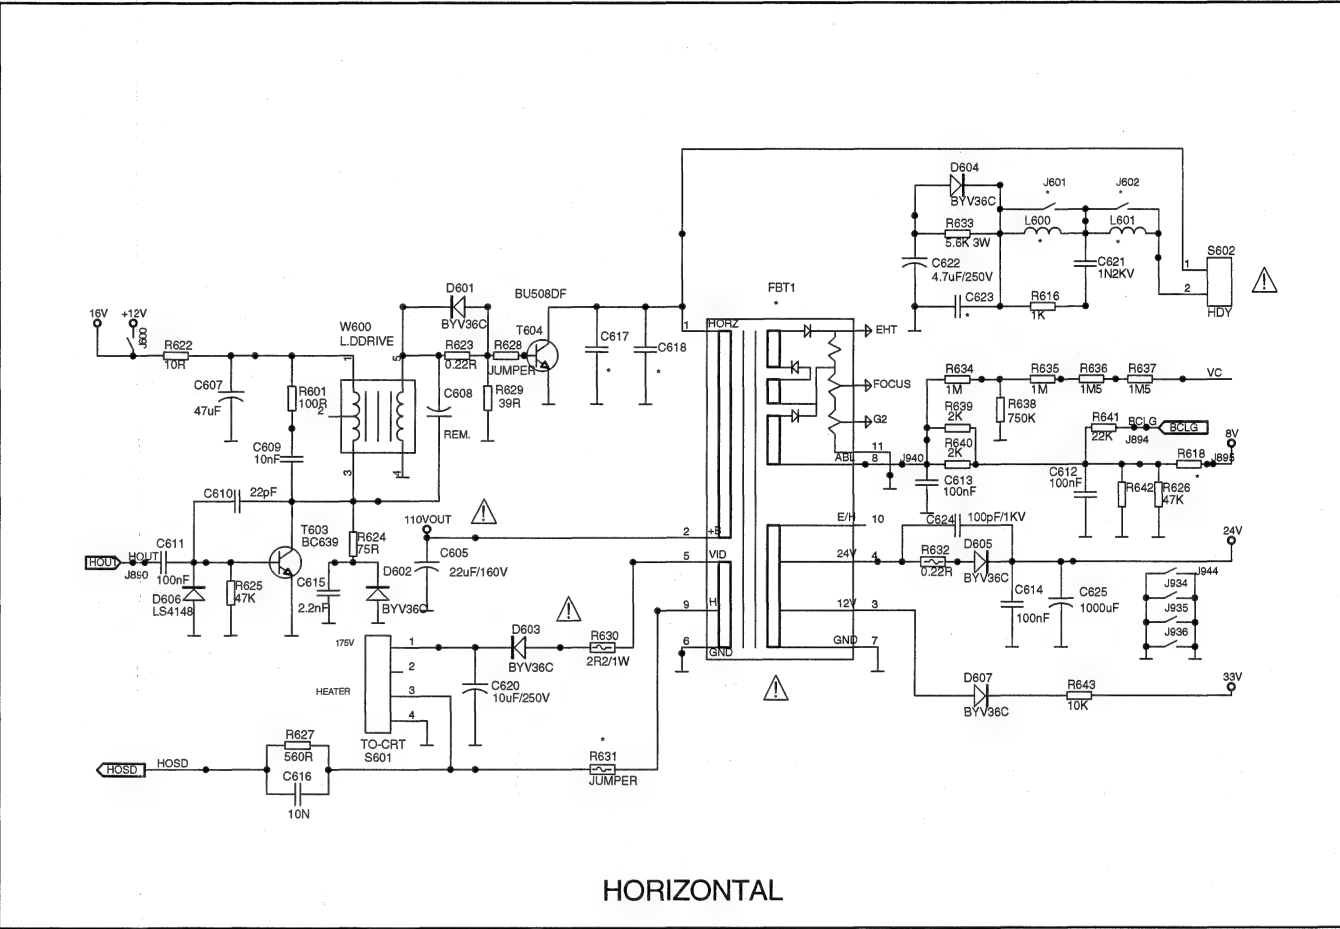 D604
BYV36C
J601
*
J602
*
R633
5.6K 3W
L600
*
L601
*
S602
C622
4.7uF/250V
C621
1N2KV
1
2
C623
*
R616
1K
HDY
FBT1
*
D601
BYV36C
BU508DF
T604
16V
+12V
J600
R622
10R
W600
L.DDRIVE
1
5
R623
0.22R
R628
JUMPER
C617
*
C618
*
1
HORZ
EHT
FOCUS
G2
C607
47uF
R601
100R
2
C608
REM.
R629
39R
C609
10nF
3
4
R634
1M
R635
1M
R636
1M5
R637
1M5
VC
R638
750K
R639
2K
R640
2K
R641
22K
BCLG
J894
BCLG
8V
11
ABL
8
J940
C613
100nF
C612
100nF
R642
R626
47K
R618
*
J895
C610
22pF
T603
BC639
R624
75R
110VOUT
C605
22uF/160V
2
+B
E/H
10
C624
100pF/1KV
24V
HOUT
HOUT
J890
C611
100nF
D606
LS4148
R625
47K
C615
2.2nF
D602
BYV36C
5
VID
24V
4
R632
0.22R
D605
BYV36C
C614
100nF
C625
1000uF
J944
J934
J935
J936
9
H
12V
3
6
GND
GND
7
175V
1
2
HEATER
3
4
TO-CRT
S601
D603
BYV36C
R630
2R2/1W
C620
10uF/250V
D607
BYV36C
R643
10K
33V
HOSD
HOSD
R627
560R
C616
10N
*
R631
JUMPER
HORIZONTAL